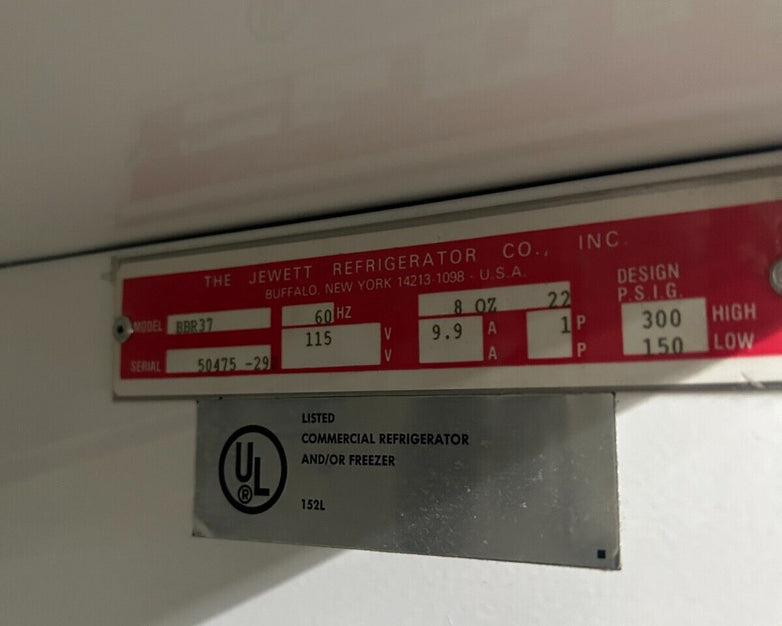 THE JEWETT REFRIGERATOR CO., INC.
BUFFALO, NEW YORK 14213-1098 - U.S.A.
MODEL BBR37
SERIAL 50475 -29
60 HZ
115 V
V
8 OZ 22
9.9 A 1 P
A P
DESIGN
P.S.I.G.
300 HIGH
150 LOW
UL
®
LISTED
COMMERCIAL REFRIGERATOR
AND/OR FREEZER
152L